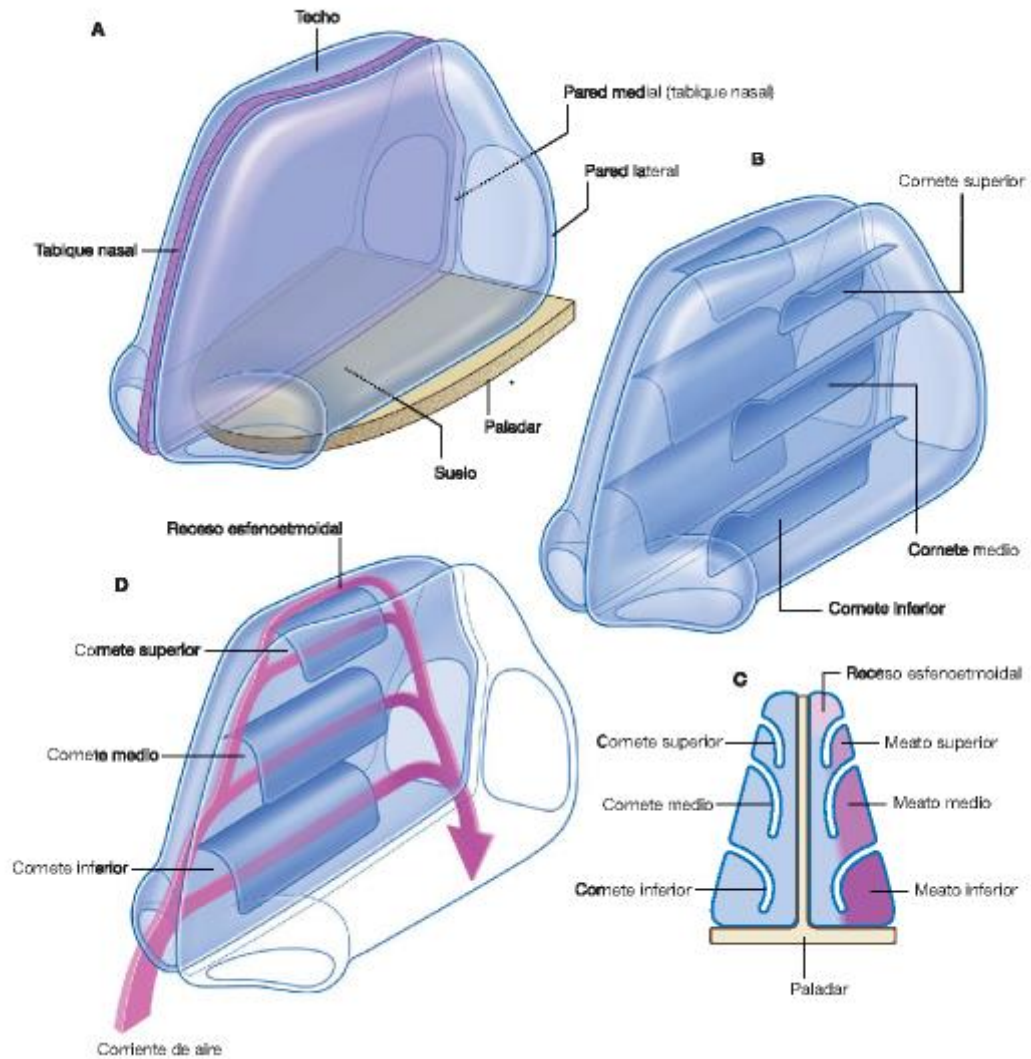 A
Techo
Pared medial (tabique nasal)
Pared lateral
Tabique nasal
Paladar
Suelo
B
Cornete superior
Cornete medio
Cornete inferior
Receso esfenoetmoidal
D
Cornete superior
Cornete medio
Cornete inferior
Corriente de aire
C
Receso esfenoetmoidal
Cornete superior
Meato superior
Cornete medio
Meato medio
Cornete inferior
Meato inferior
Paladar